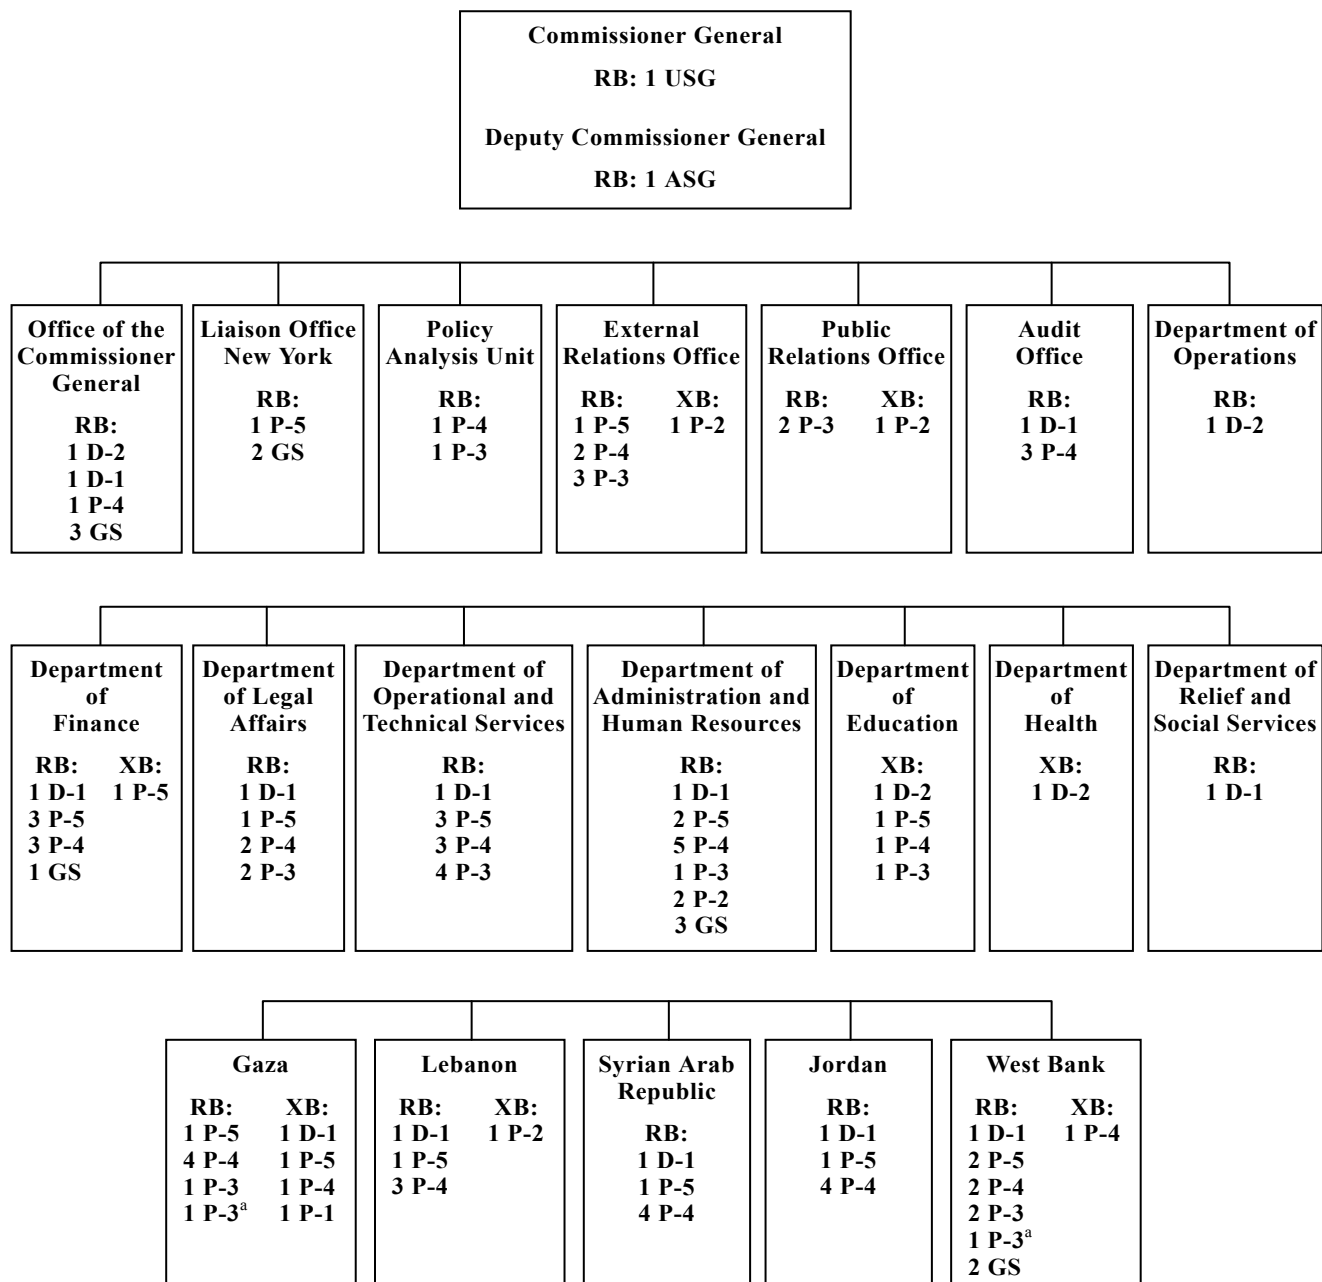 Commissioner General
RB: 1 USG
Deputy Commissioner General
RB: 1 ASG
Office of the
Commissioner
General
RB:
1 D-2
1 D-1
1 P-4
3 GS
Liaison Office
New York
RB:
1 P-5
2 GS
Policy
Analysis Unit
RB:
1 P-4
1 P-3
External
Relations Office
RB:
1 P-5
2 P-4
3 P-3
XB:
1 P-2
Public
Relations Office
RB:
2 P-3
XB:
1 P-2
Audit
Office
RB:
1 D-1
3 P-4
Department of
Operations
RB:
1 D-2
Department
of
Finance
RB:
1 D-1
3 P-5
3 P-4
1 GS
XB:
1 P-5
Department
of Legal
Affairs
RB:
1 D-1
1 P-5
2 P-4
2 P-3
Department of
Operational and
Technical Services
RB:
1 D-1
3 P-5
3 P-4
4 P-3
Department of
Administration and
Human Resources
RB:
1 D-1
2 P-5
5 P-4
1 P-3
2 P-2
3 GS
Department
of
Education
XB:
1 D-2
1 P-5
1 P-4
1 P-3
Department
of
Health
XB:
1 D-2
Department of
Relief and
Social Services
RB:
1 D-1
Gaza
RB:
1 P-5
4 P-4
1 P-3
1 P-3ª
XB:
1 D-1
1 P-5
1 P-4
1 P-1
Lebanon
RB:
1 D-1
1 P-5
3 P-4
XB:
1 P-2
Syrian Arab
Republic
RB:
1 D-1
1 P-5
4 P-4
Jordan
RB:
1 D-1
1 P-5
4 P-4
West Bank
RB:
1 D-1
2 P-5
2 P-4
2 P-3
1 P-3ª
2 GS
XB:
1 P-4